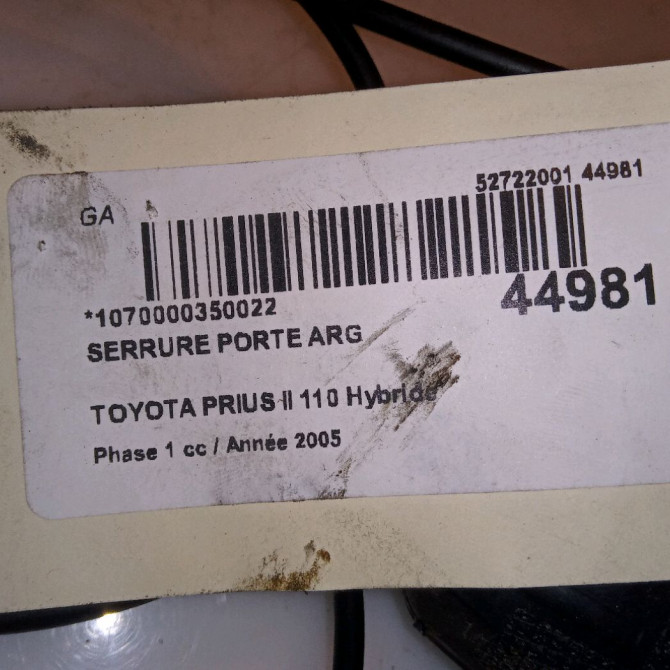 52722001 44981
GA
44981
*1070000350022
SERRURE PORTE ARG
TOYOTA PRIUS II 110 Hybride
Phase 1 cc / Année 2005